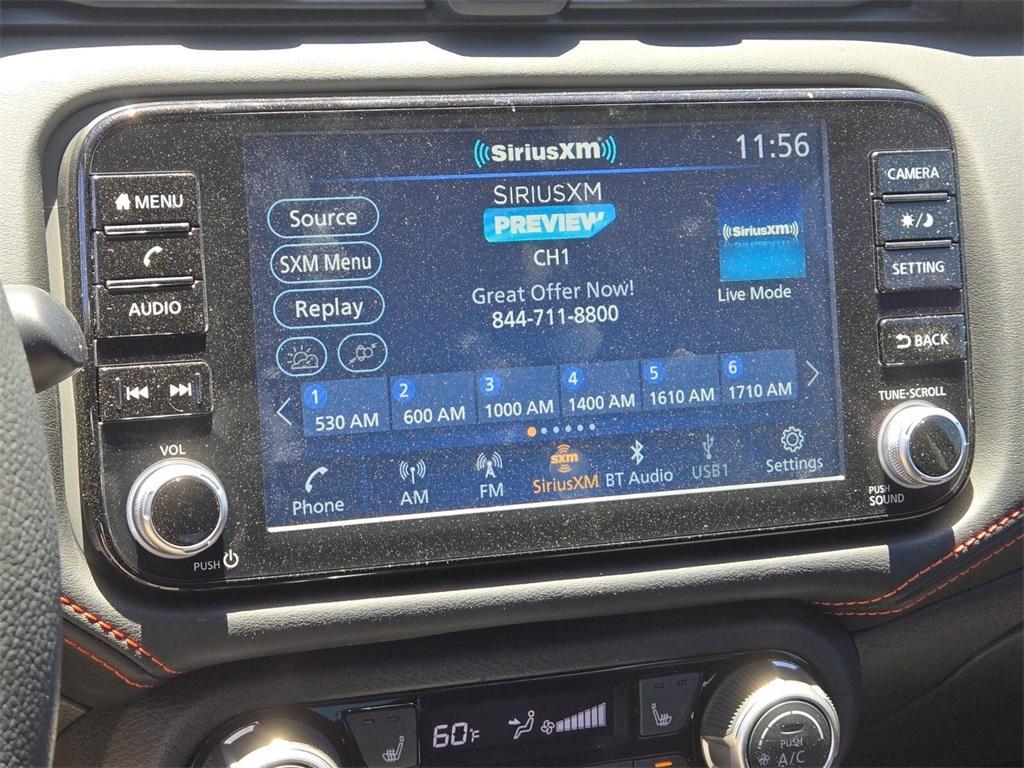 SiriusXM
11:56
MENU
AUDIO
VOL
PUSH
Source
SXM Menu
Replay
SIRIUSXM
PREVIEW
CH1
Great Offer Now!
844-711-8800
SiriusXM
Live Mode
1 530 AM
2 600 AM
3 1000 AM
4 1400 AM
5 1610 AM
6 1710 AM
Phone
AM
FM
sxm
SiriusXM
BT Audio
USB1
Settings
CAMERA
SETTING
BACK
TUNE·SCROLL
PUSH
SOUND
60°F
PUSH
A/C